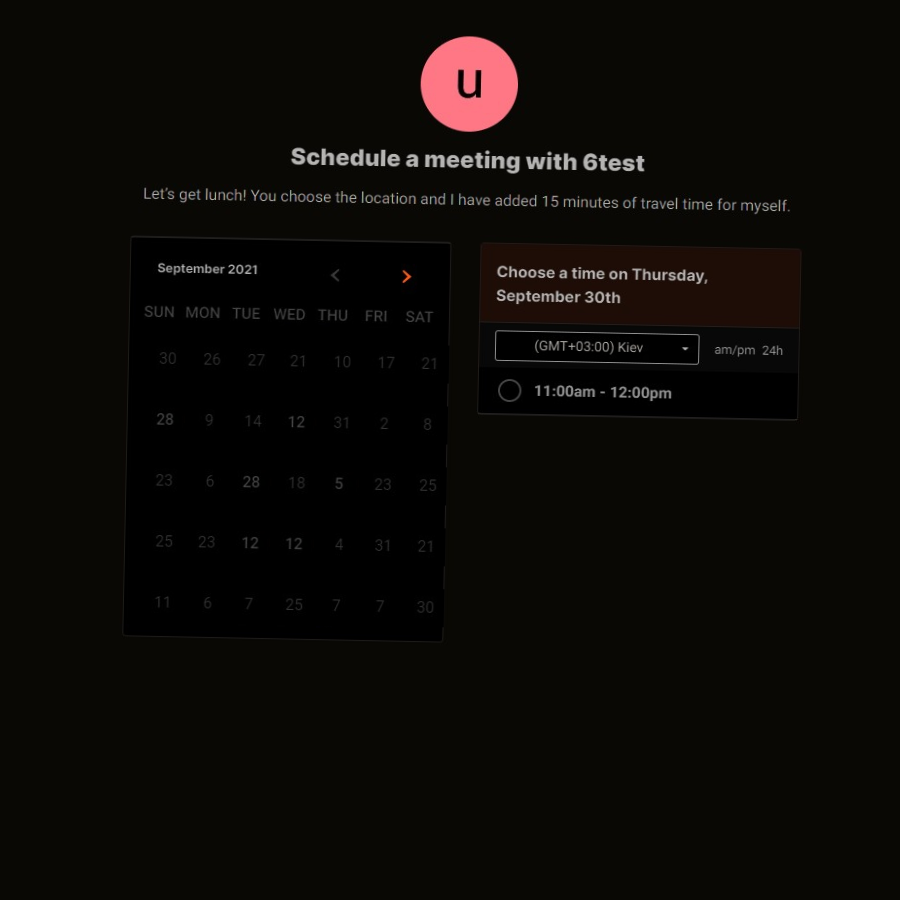 u
Schedule a meeting with 6test
Let's get lunch! You choose the location and I have added 15 minutes of travel time for myself.
September 2021
SUN MON TUE WED THU FRI SAT
30 26 27 21 10 17 21
28 9 14 12 31 2 8
23 6 28 18 5 23 25
25 23 12 12 4 31 21
11 6 7 25 7 7 30
Choose a time on Thursday,
September 30th
(GMT+03:00) Kiev am/pm 24h
11:00am - 12:00pm